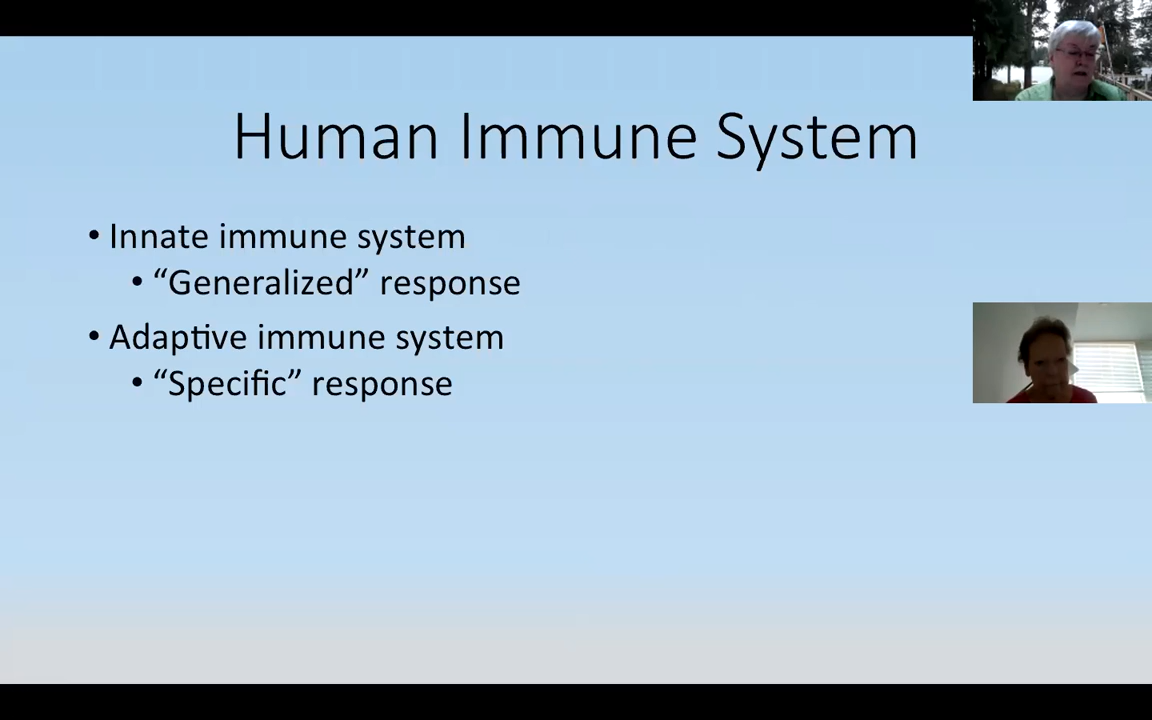 Human Immune System
• Innate immune system
• “Generalized” response
• Adaptive immune system
• “Specific” response